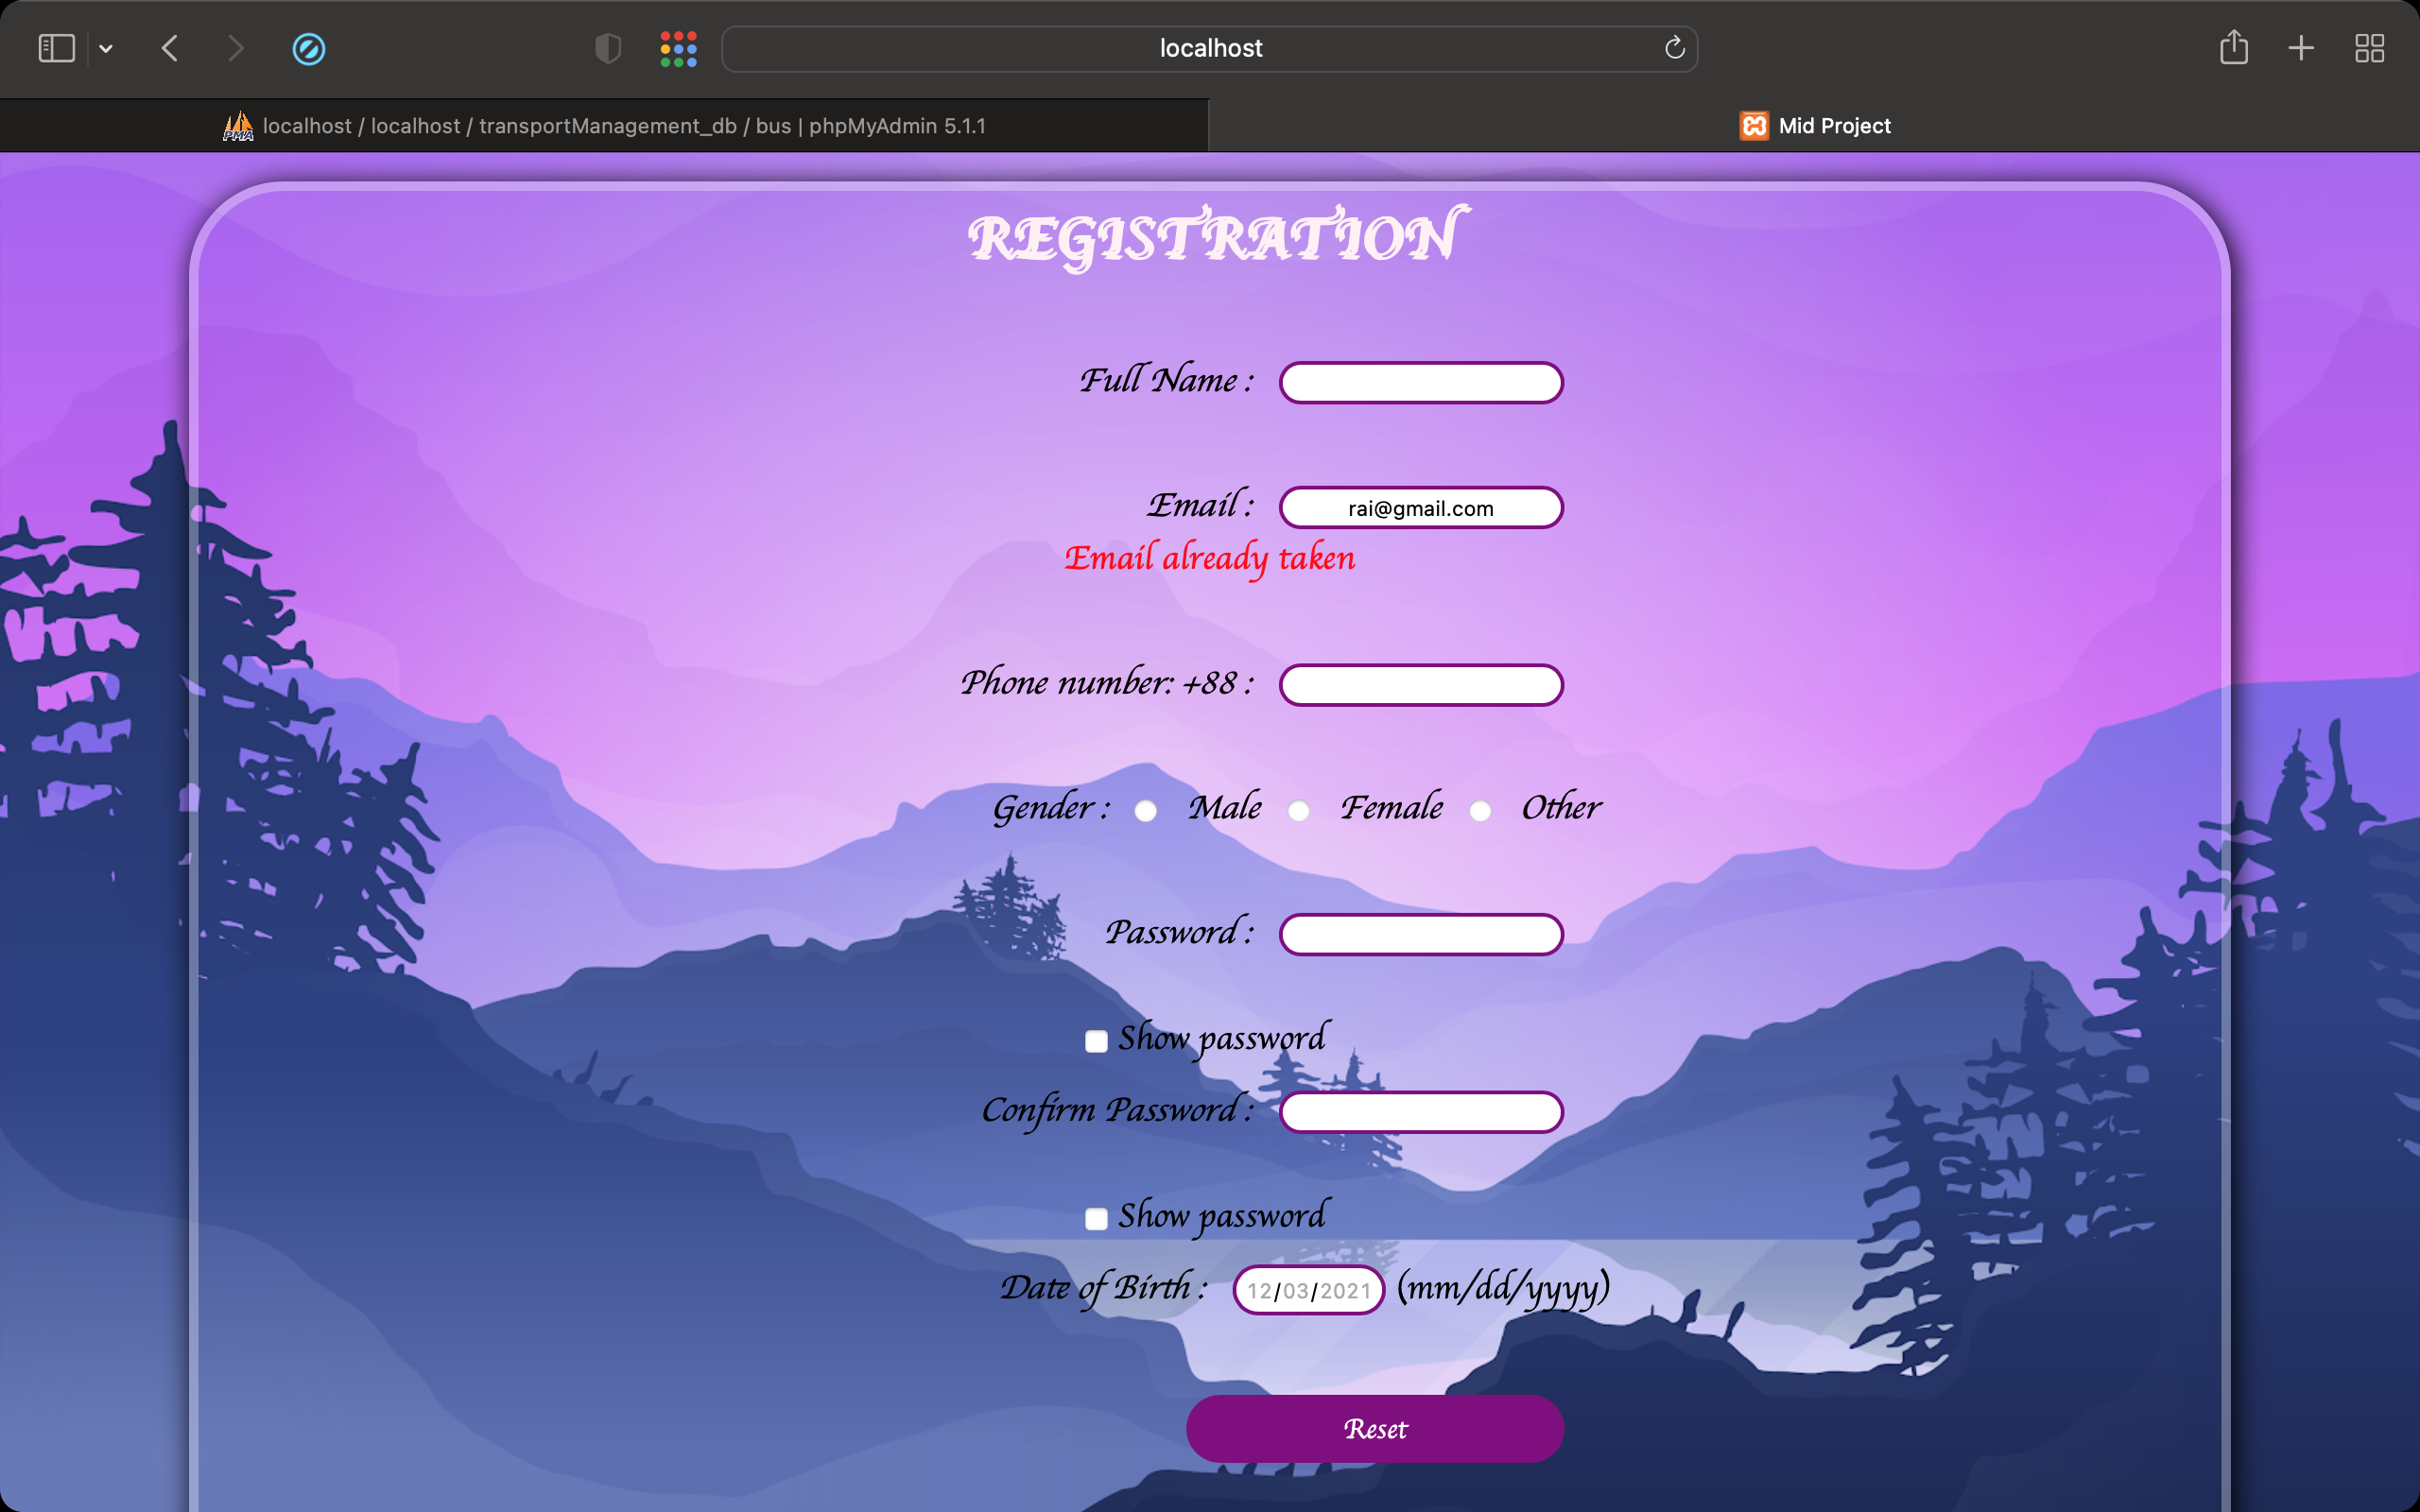 localhost
localhost / localhost / transportManagement_db / bus | phpMyAdmin 5.1.1
Mid Project
REGISTRATION
Full Name :
Email : rai@gmail.com
Email already taken
Phone number: +88 :
Gender : Male Female Other
Password :
Show password
Confirm Password :
Show password
Date of Birth : 12/03/2021 (mm/dd/yyyy)
Reset